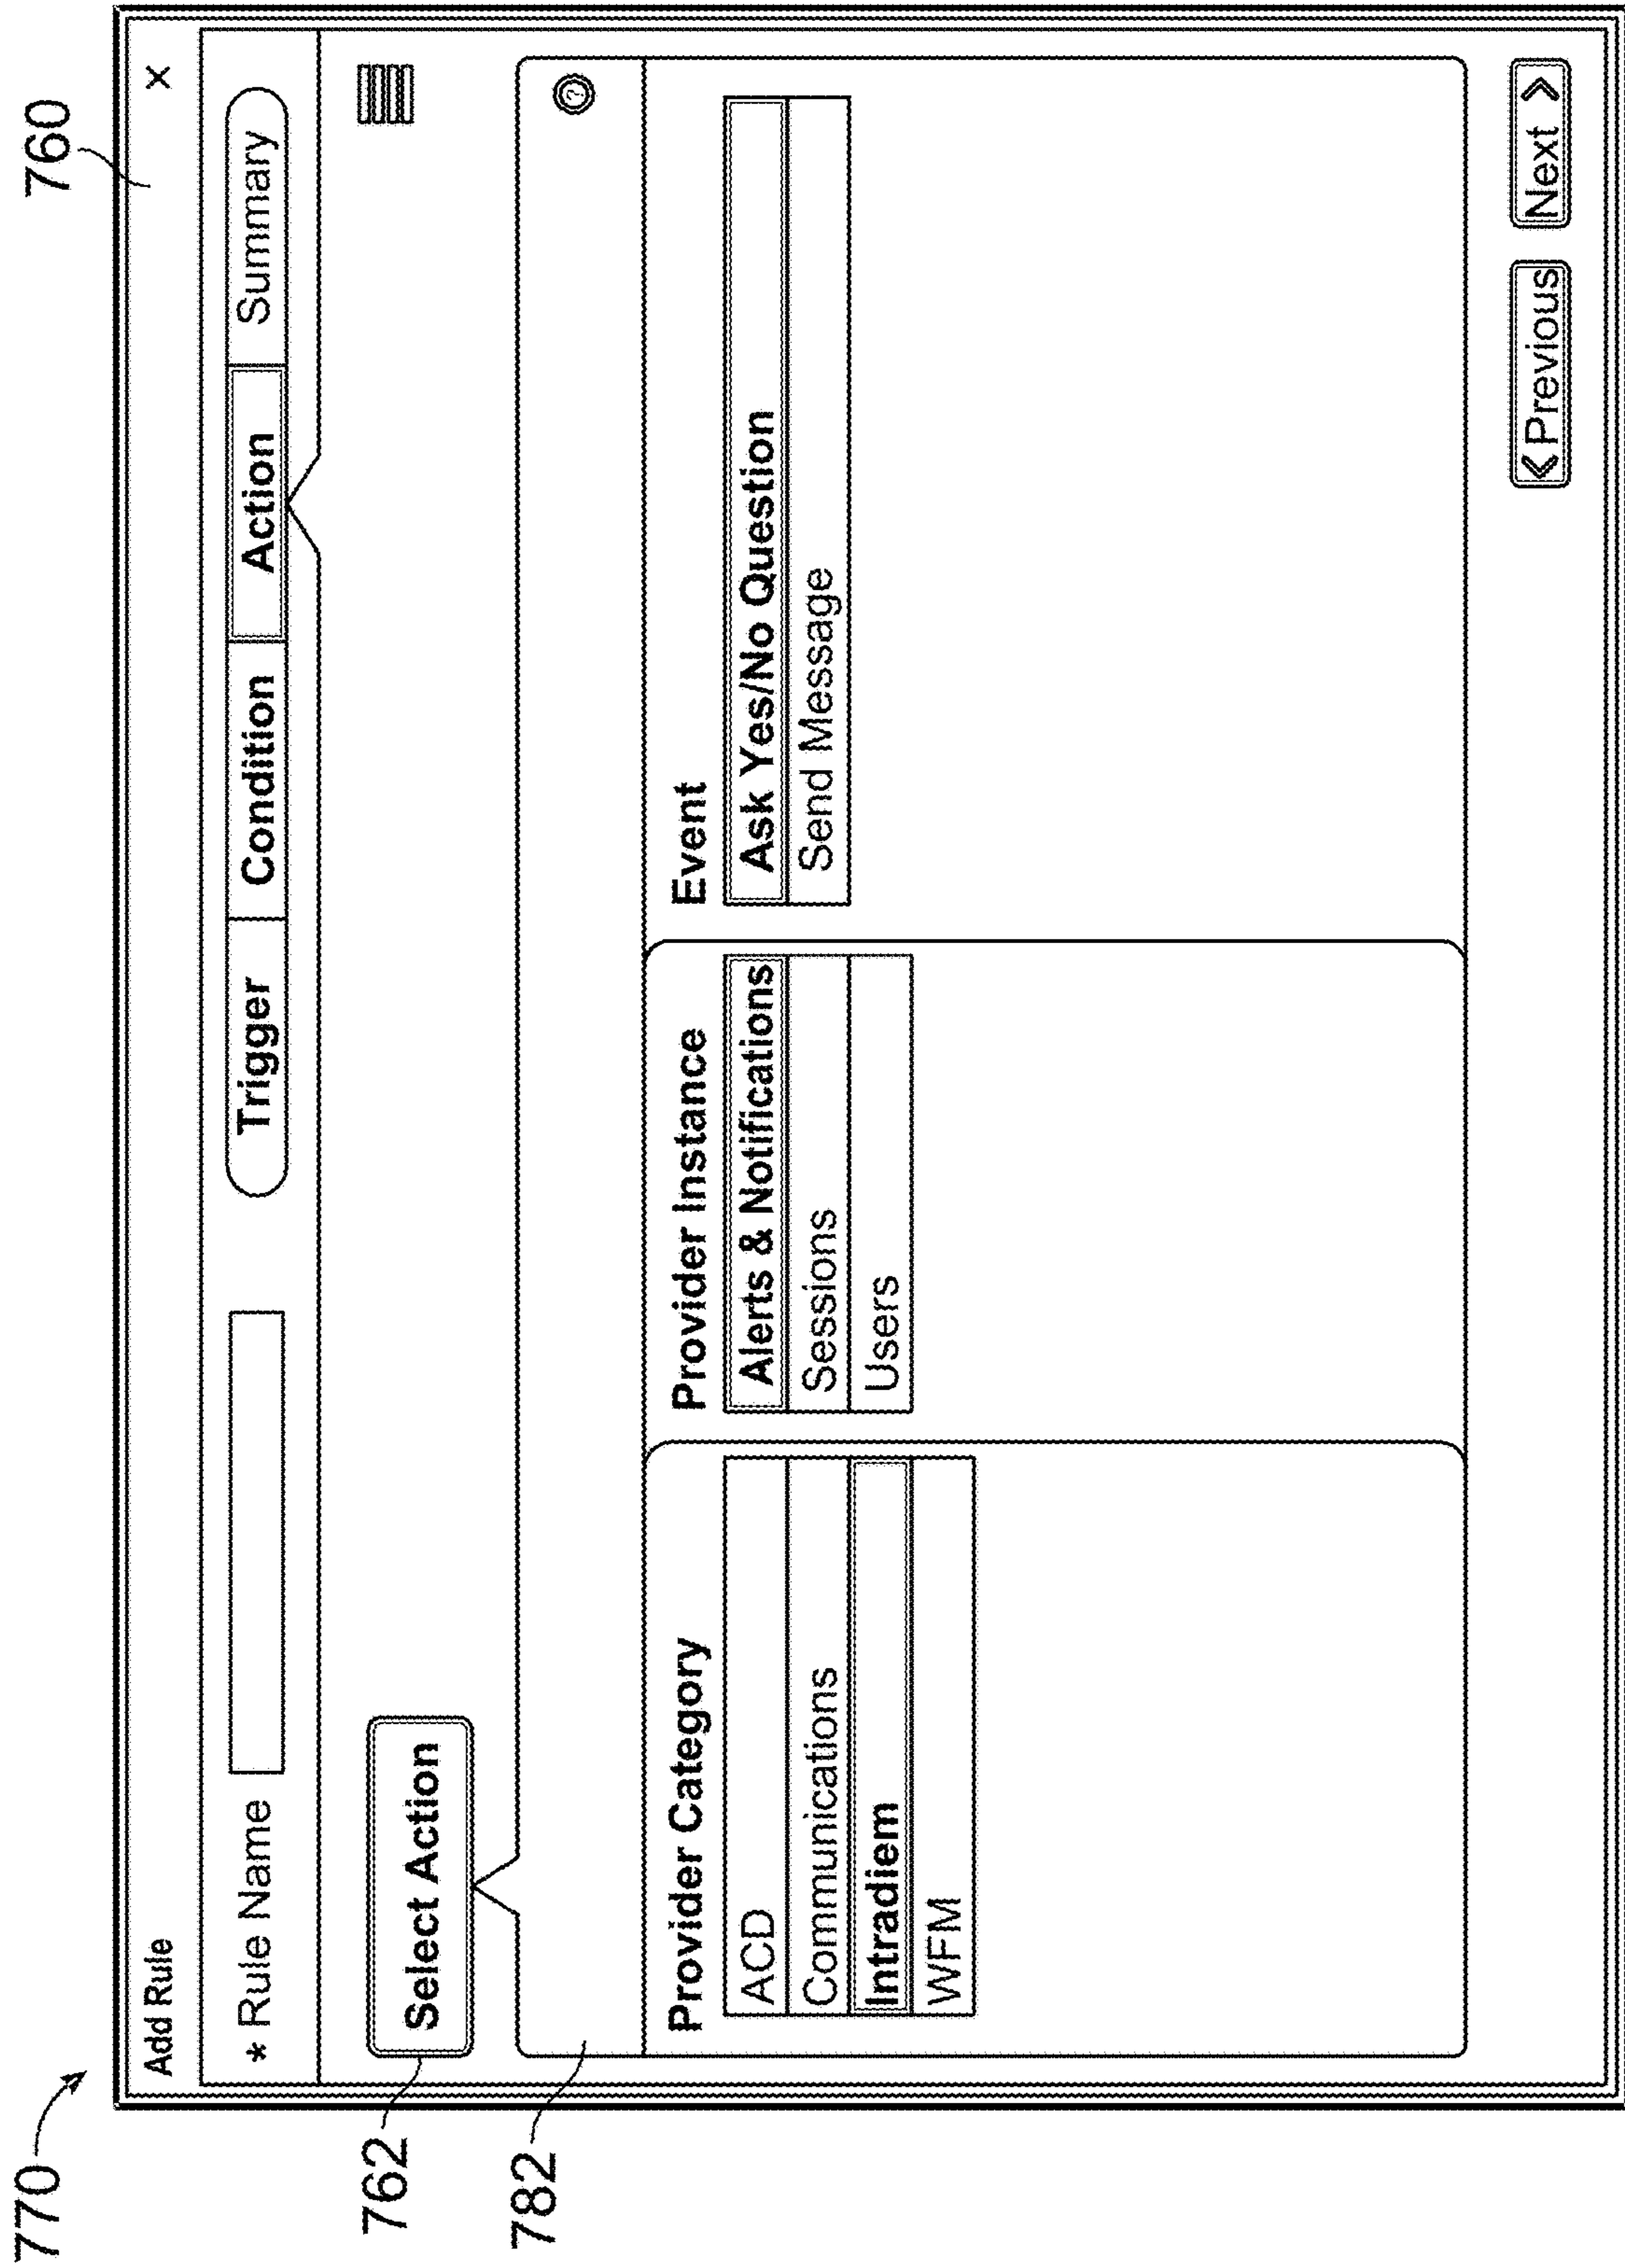 770
760
Add Rule ×
* Rule Name Trigger Condition Action Summary
762
Select Action
782
?
Provider Category Provider Instance Event
ACD Alerts & Notifications Ask Yes/No Question
Communications Sessions Send Message
Intradiem Users
WFM
< Previous Next >